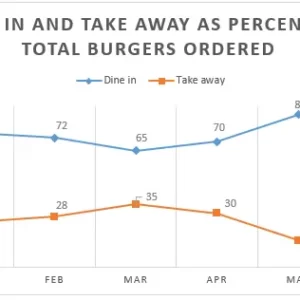 IN AND TAKE AWAY AS
TOTAL BURGERS ORDERED
Dine in Take away
72 65 70
28 35 30
FEB MAR APR